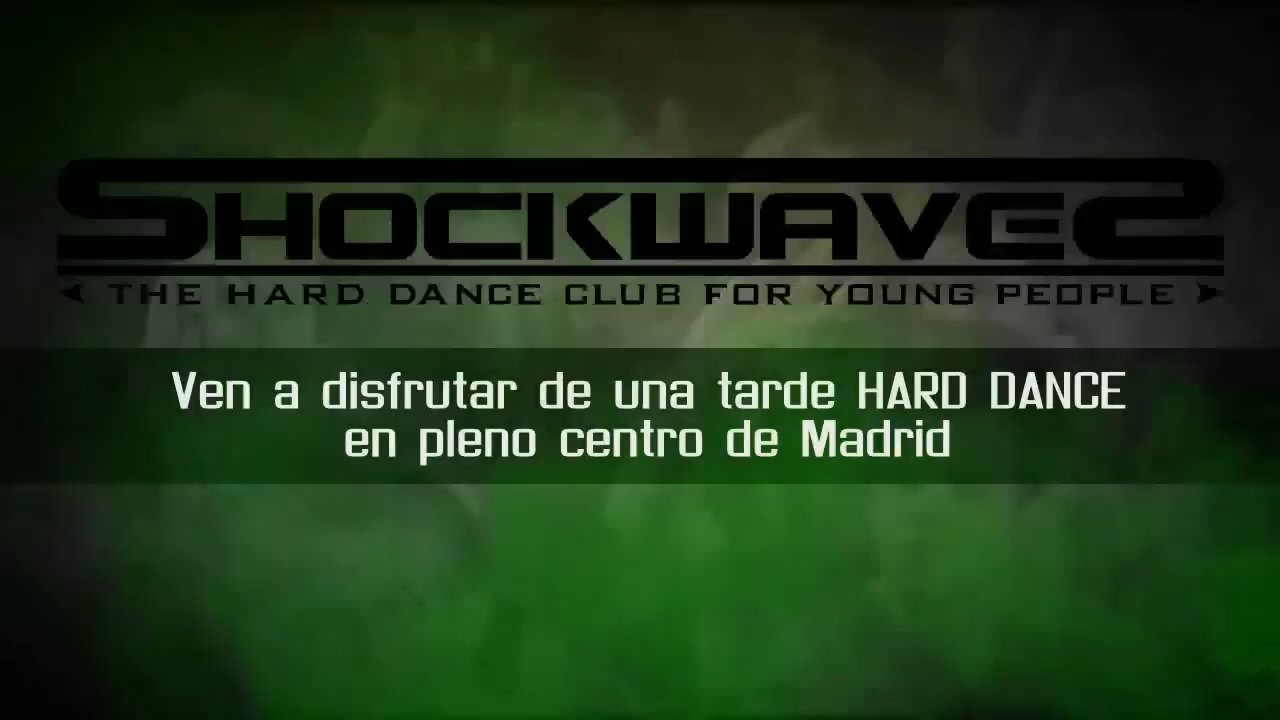 SHOCKWAVES
THE HARD DANCE CLUB FOR YOUNG PEOPLE
Ven a disfrutar de una tarde HARD DANCE
en pleno centro de Madrid